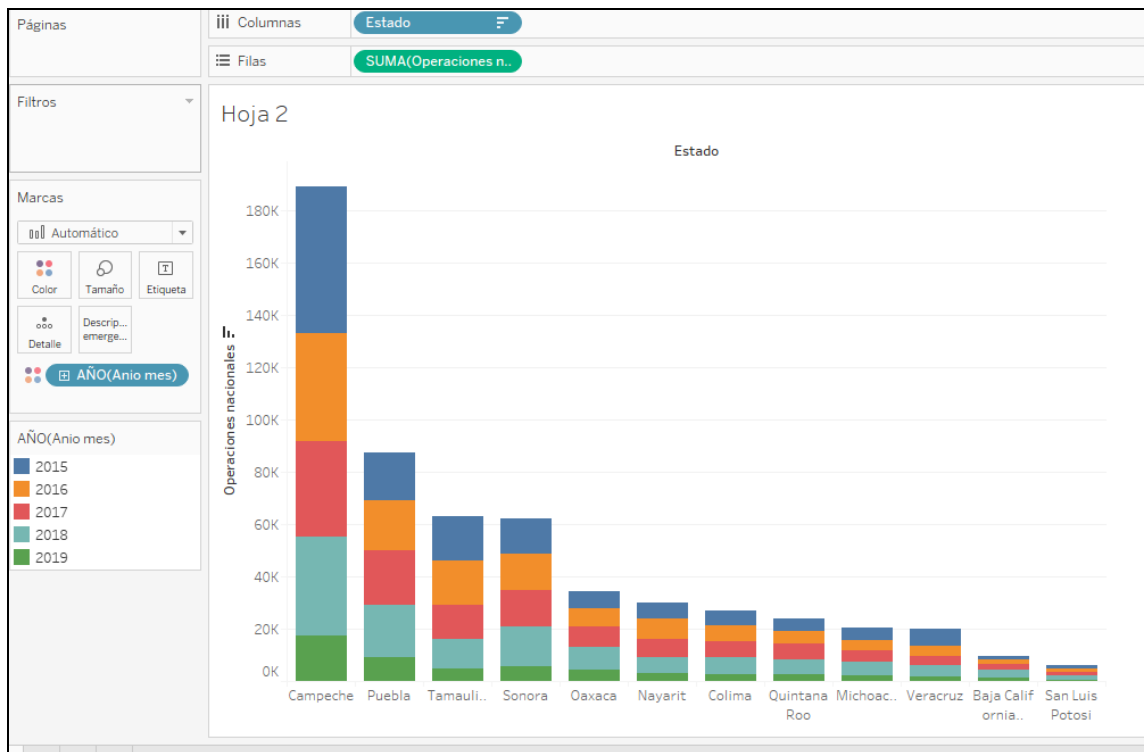 Páginas
Columnas
Estado
Filas
SUMA(Operaciones n..
Filtros
Marcas
Automático
Color
Tamaño
Etiqueta
Detalle
Descrip...
emerge...
AÑO(Anio mes)
AÑO(Anio mes)
2015
2016
2017
2018
2019
Hoja 2
Estado
Operaciones nacionales
180K
160K
140K
120K
100K
80K
60K
40K
20K
0K
Campeche
Puebla
Tamauli..
Sonora
Oaxaca
Nayarit
Colima
Quintana
Roo
Michoac..
Veracruz
Baja Calif
ornia..
San Luis
Potosi